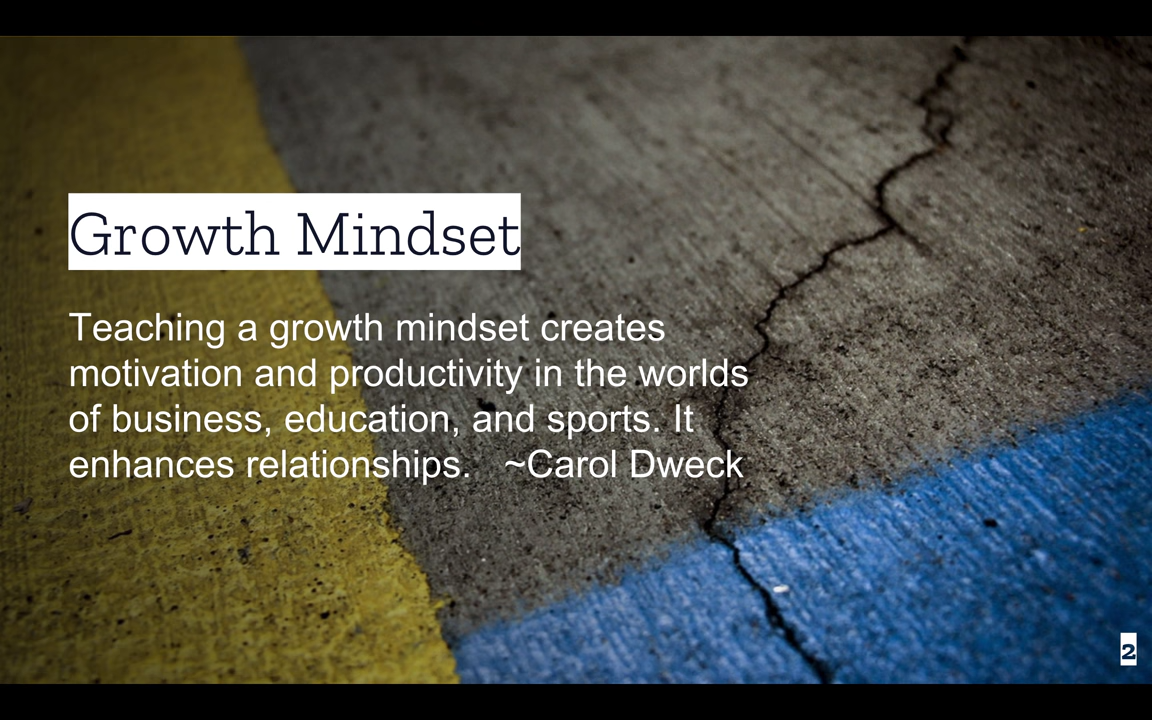 Growth Mindset
Teaching a growth mindset creates
motivation and productivity in the worlds
of business, education, and sports. It
enhances relationships.   ~Carol Dweck
2